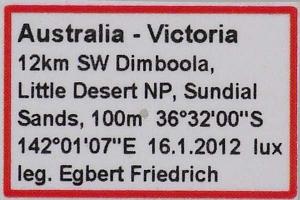 Australia - Victoria
12km SW Dimboola,
Little Desert NP, Sundial
Sands, 100m 36°32'00"S
142°01'07"E 16.1.2012 lux
leg. Egbert Friedrich